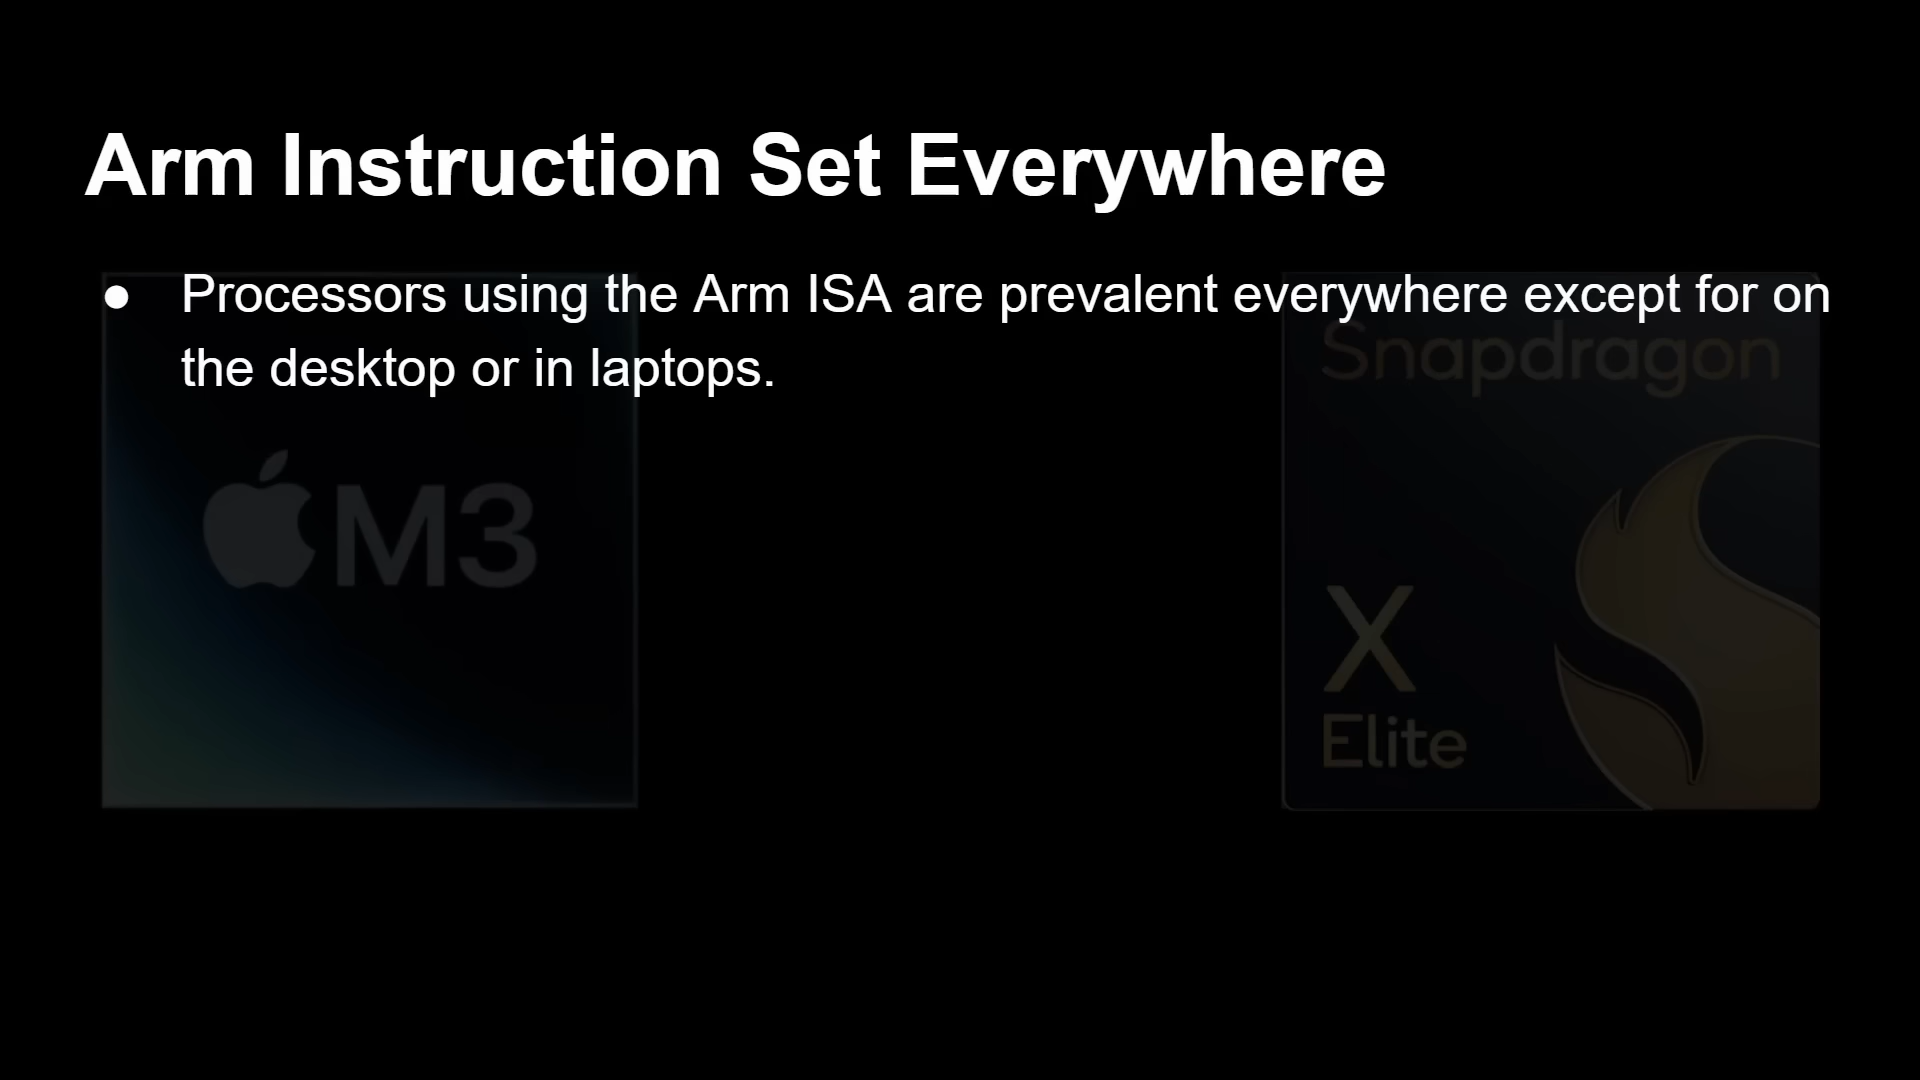 Arm Instruction Set Everywhere
● Processors using the Arm ISA are prevalent everywhere except for on
the desktop or in laptops.
Snapdragon
M3
X
Elite